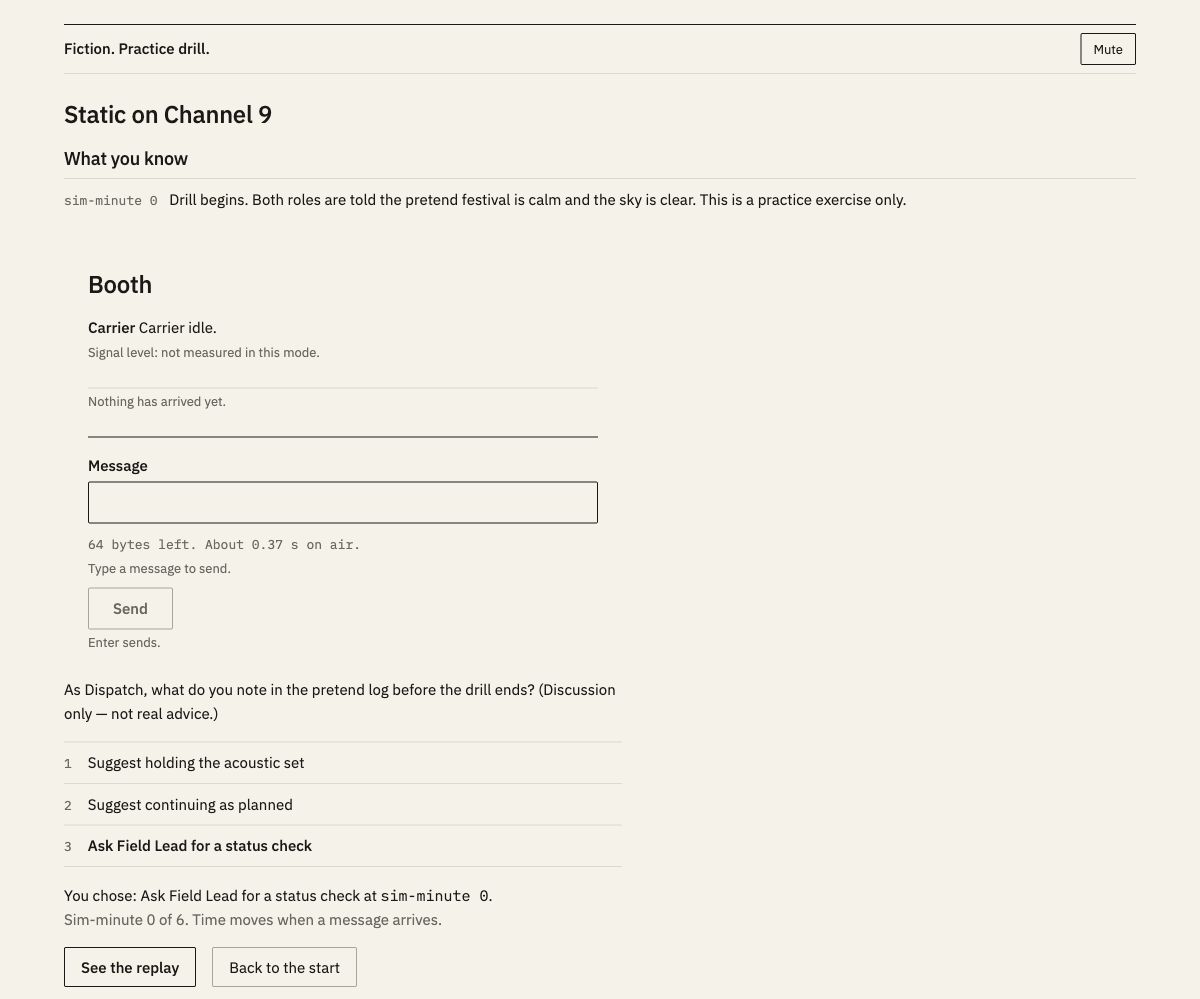 Fiction. Practice drill.
Mute
Static on Channel 9
What you know
sim-minute 0 Drill begins. Both roles are told the pretend festival is calm and the sky is clear. This is a practice exercise only.
Booth
Carrier Carrier idle.
Signal level: not measured in this mode.
Nothing has arrived yet.
Message
64 bytes left. About 0.37 s on air.
Type a message to send.
Send
Enter sends.
As Dispatch, what do you note in the pretend log before the drill ends? (Discussion
only — not real advice.)
1 Suggest holding the acoustic set
2 Suggest continuing as planned
3 Ask Field Lead for a status check
You chose: Ask Field Lead for a status check at sim-minute 0.
Sim-minute 0 of 6. Time moves when a message arrives.
See the replay
Back to the start